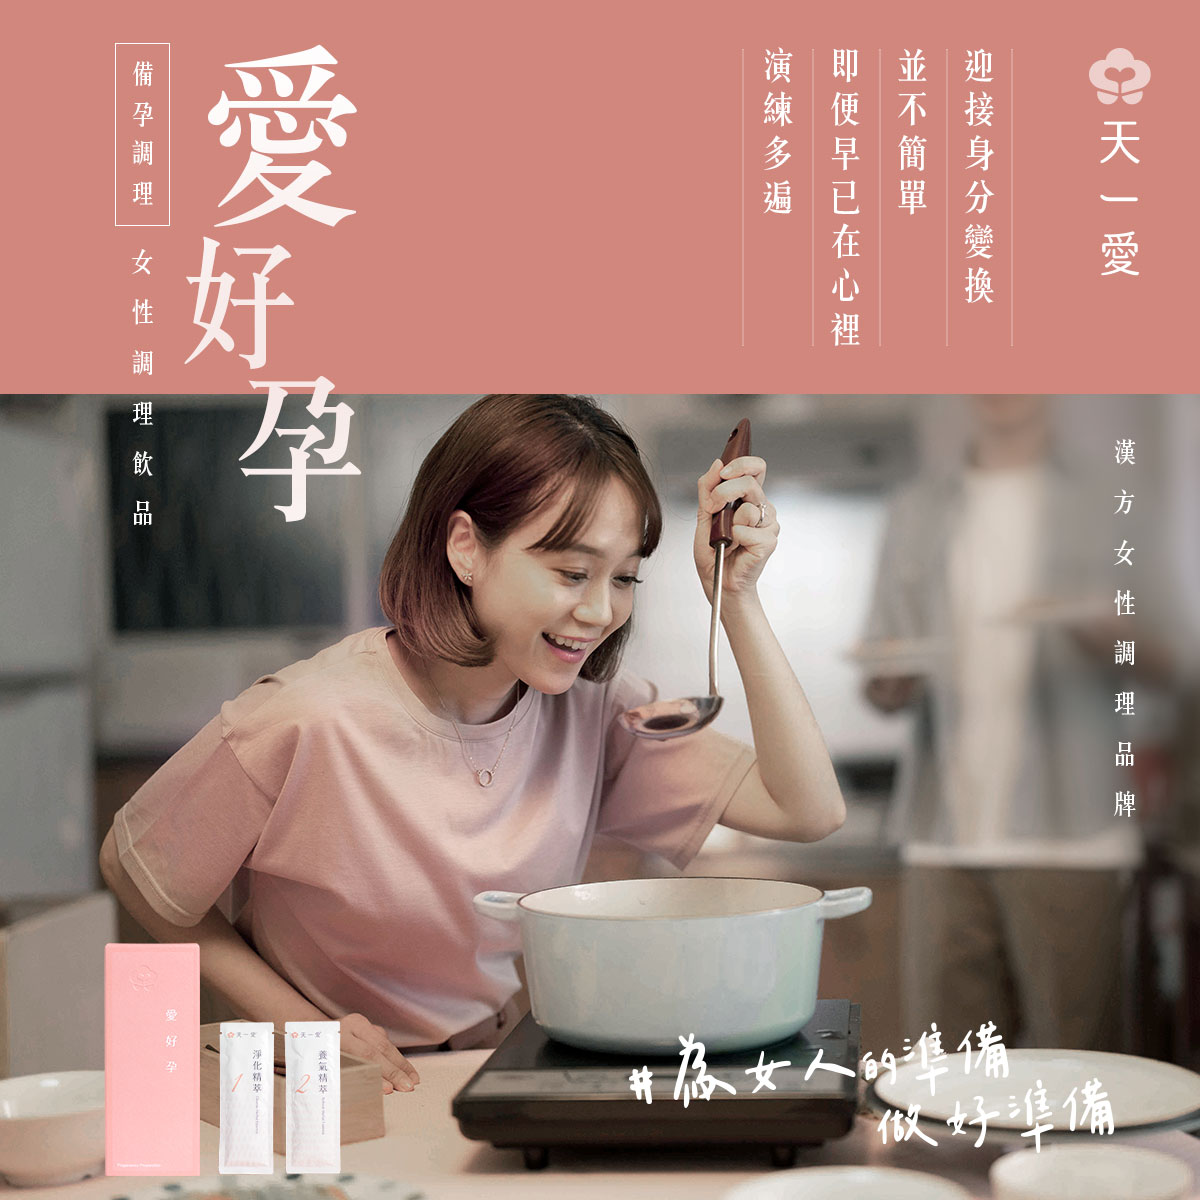 天一愛
迎接身分變換
並不簡單
即便早已在心裡
演練多遍
愛好孕
備孕調理
女性調理飲品
漢方女性調理品牌
愛好孕
天一愛
淨化精萃
1
天一愛
養氣精萃
2
#為女人的準備
做好準備